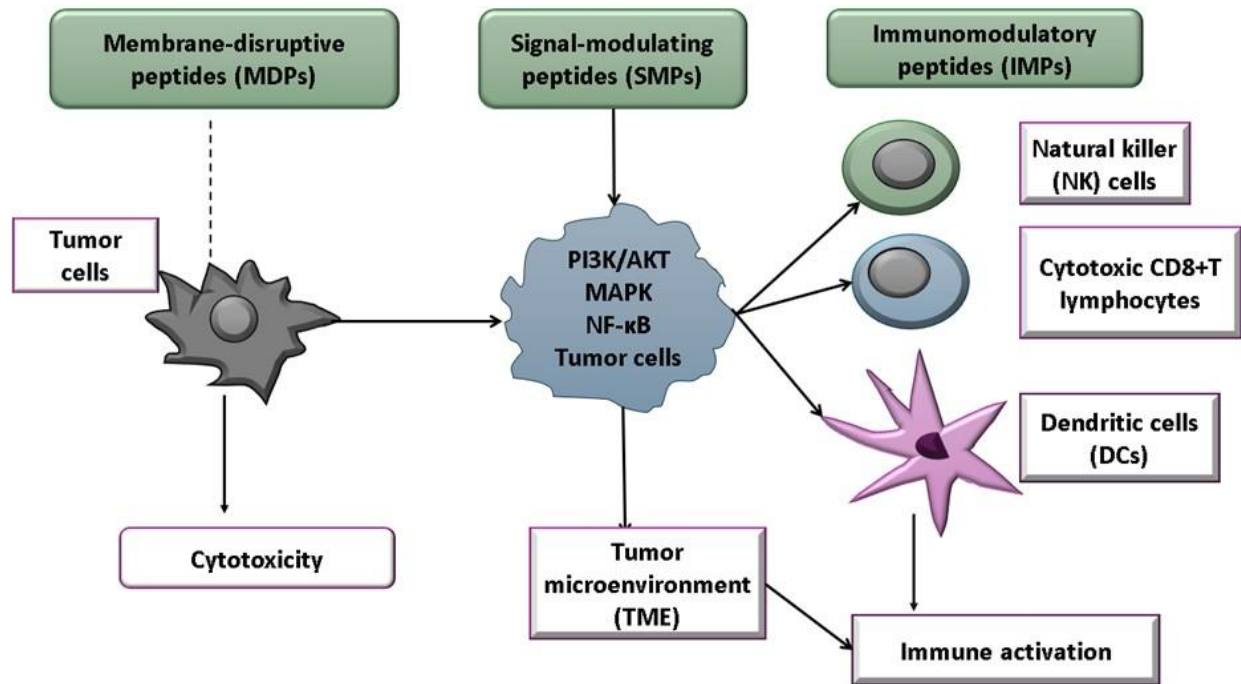 Membrane-disruptive
peptides (MDPs)
Signal-modulating
peptides (SMPs)
Immunomodulatory
peptides (IMPs)
Natural killer
(NK) cells
Tumor
cells
PI3K/AKT
MAPK
NF-κB
Tumor cells
Cytotoxic CD8+T
lymphocytes
Dendritic cells
(DCs)
Cytotoxicity
Tumor
microenvironment
(TME)
Immune activation